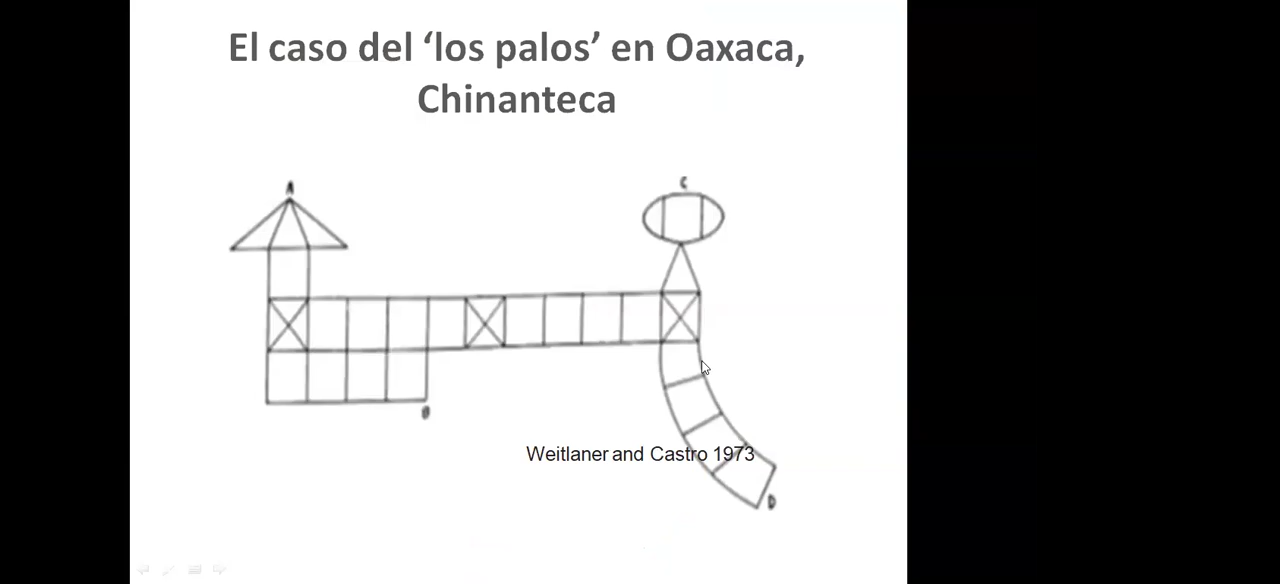 El caso del ‘los palos’ en Oaxaca,
Chinanteca
A
C
B
Weitlaner and Castro 1973
D